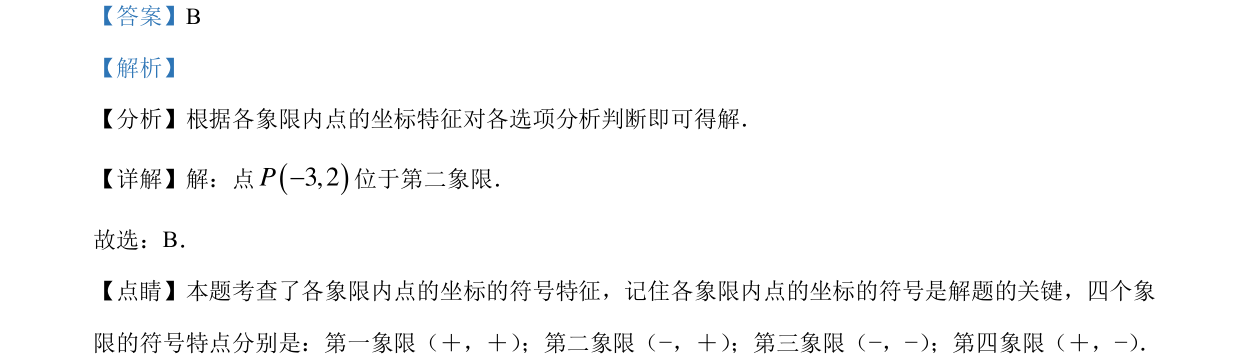 【答案】B
【解析】
【分析】根据各象限内点的坐标特征对各选项分析判断即可得解．
【详解】解：点P(−3,2)位于第二象限．
故选：B．
【点睛】本题考查了各象限内点的坐标的符号特征，记住各象限内点的坐标的符号是解题的关键，四个象
限的符号特点分别是：第一象限（＋，＋）；第二象限（−，＋）；第三象限（−，−）；第四象限（＋，−）．